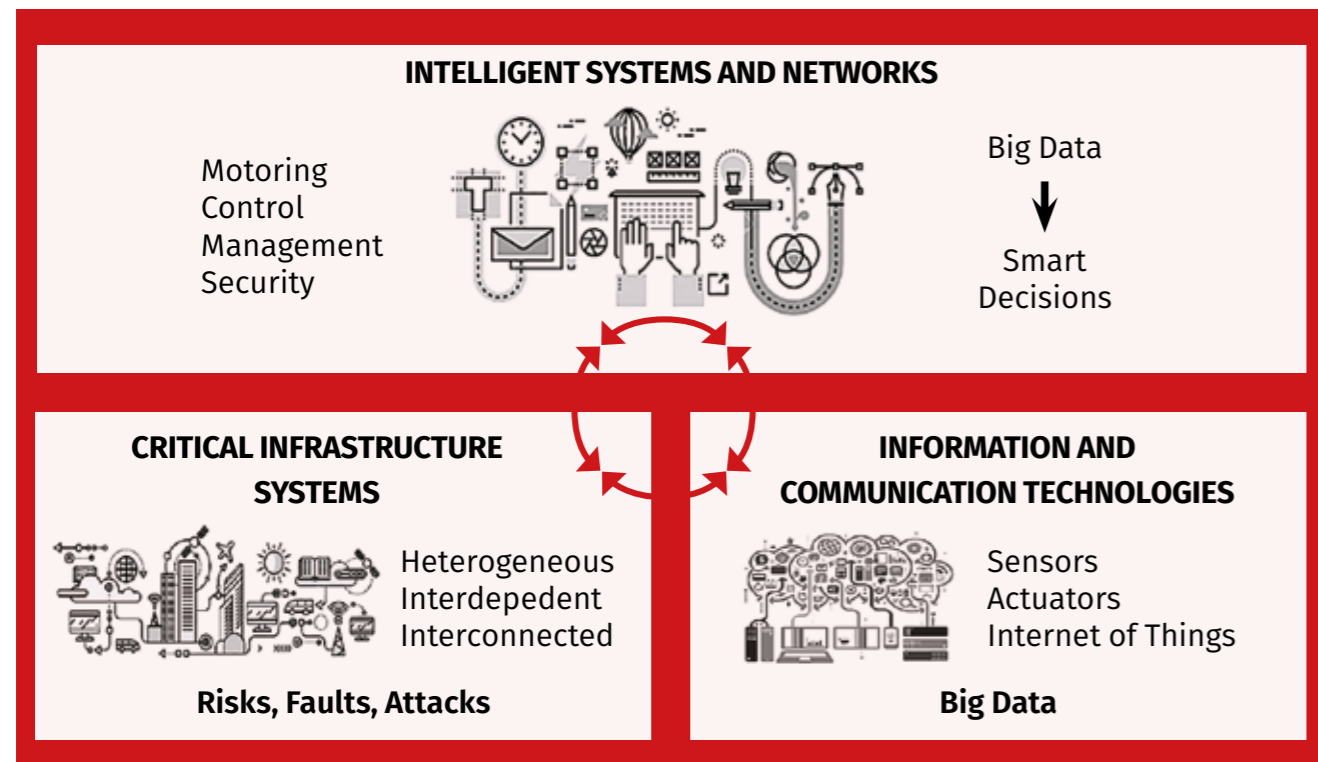 INTELLIGENT SYSTEMS AND NETWORKS
Motoring
Control
Management
Security
Big Data
Smart
Decisions
CRITICAL INFRASTRUCTURE
SYSTEMS
Heterogeneous
Interdepedent
Interconnected
Risks, Faults, Attacks
INFORMATION AND
COMMUNICATION TECHNOLOGIES
Sensors
Actuators
Internet of Things
Big Data